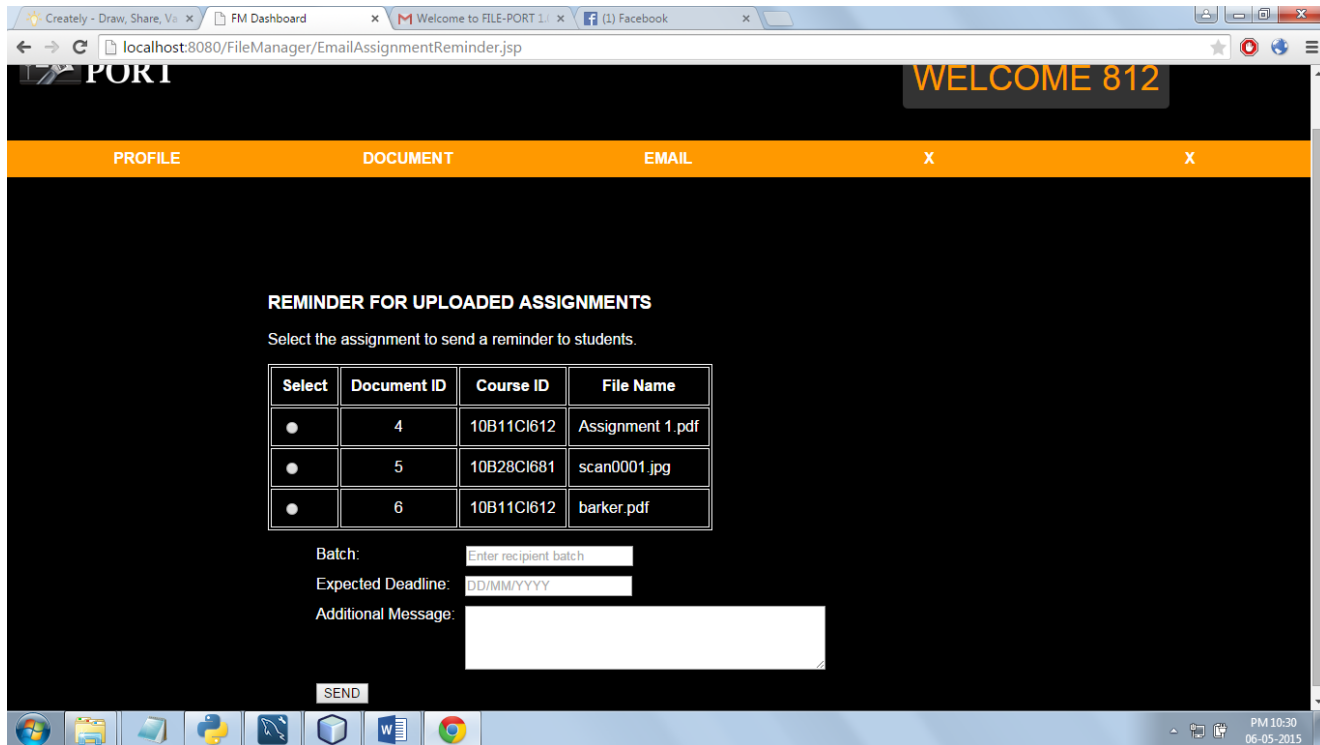 Creately - Draw, Share, Va
FM Dashboard
Welcome to FILE-PORT 1.
(1) Facebook
localhost:8080/FileManager/EmailAssignmentReminder.jsp
PORT
WELCOME 812
PROFILE DOCUMENT EMAIL X X
REMINDER FOR UPLOADED ASSIGNMENTS
Select the assignment to send a reminder to students.
Select Document ID Course ID File Name
4 10B11CI612 Assignment 1.pdf
5 10B28CI681 scan0001.jpg
6 10B11CI612 barker.pdf
Batch: Enter recipient batch
Expected Deadline: DD/MM/YYYY
Additional Message:
SEND
PM 10:30
06-05-2015